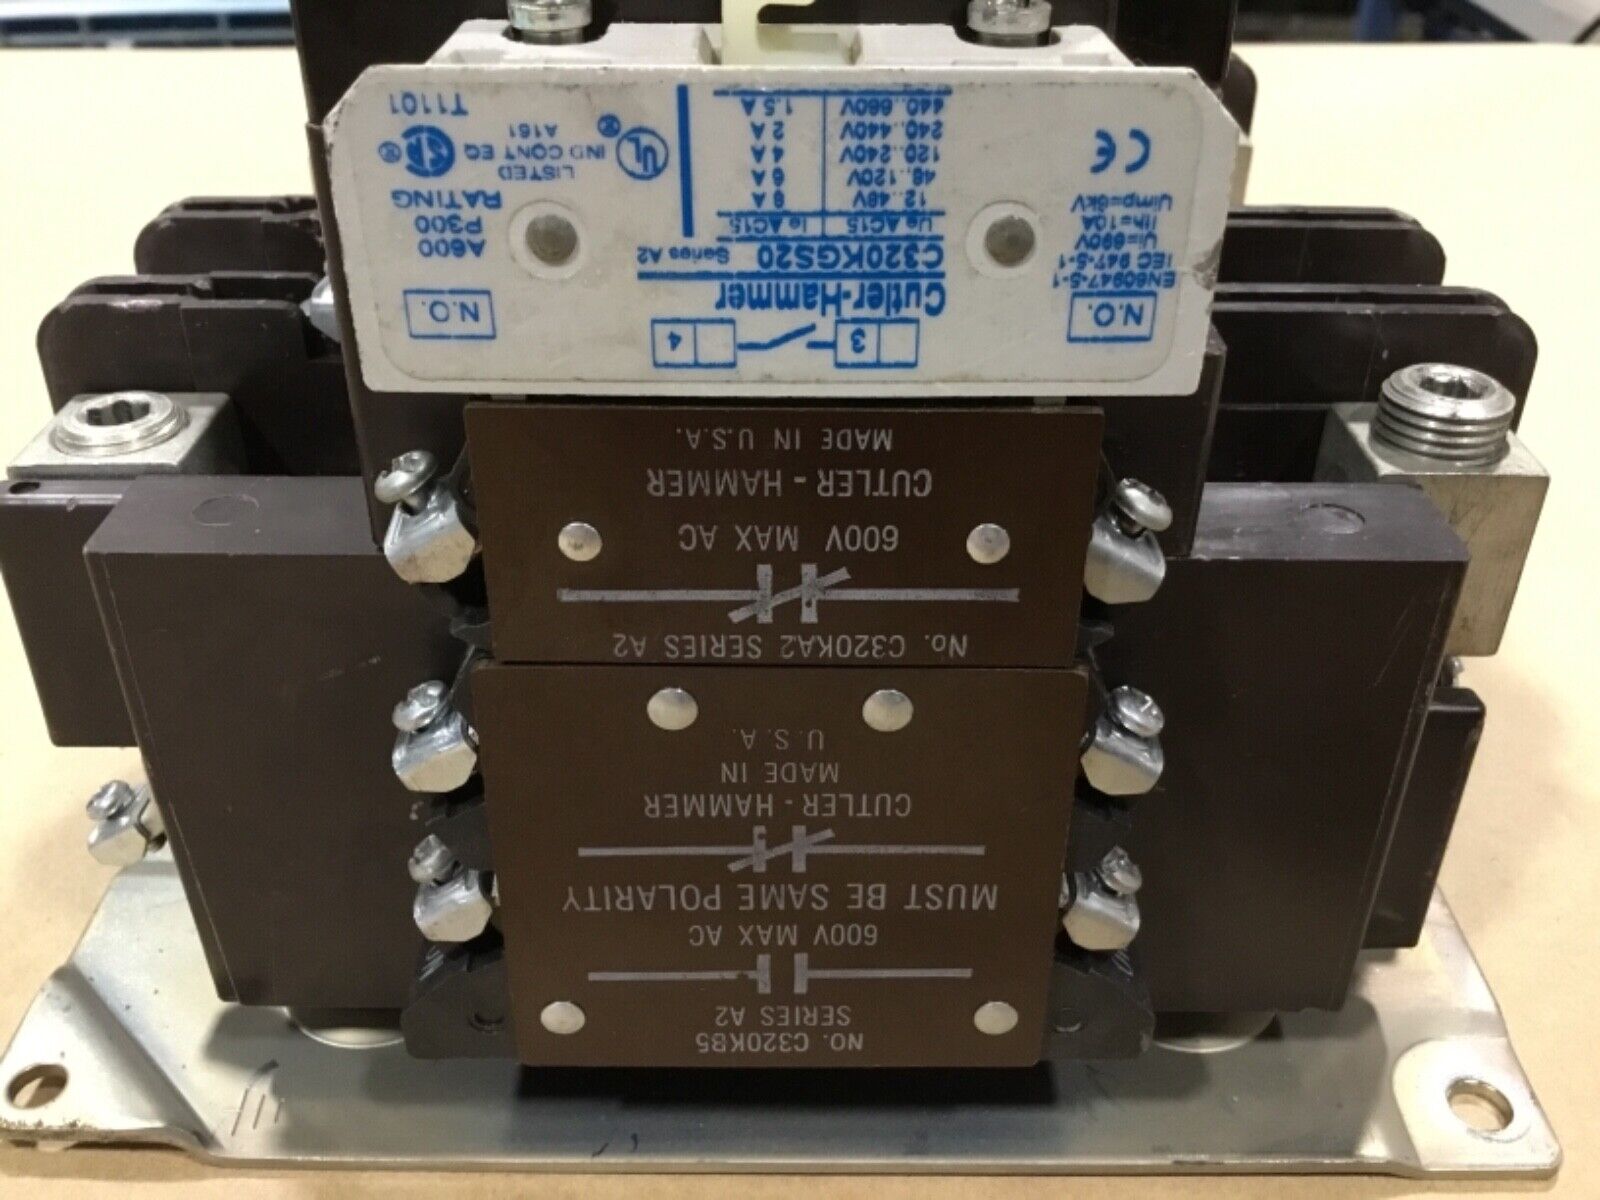 N.O.
3
4
N.O.
Cutler-Hammer
C320KGS20 Series A2
Ue AC15 Ie AC15
12..48V 8 A
48..120V 6 A
120..240V 4 A
240..440V 2 A
440..660V 1.5 A
EN60947-5-1
IEC 947-5-1
Ui=690V
Ith=10A
Uimp=6kV
CE
A600
P300
RATING
UL
LISTED
IND CONT EQ
A161
T1101
No. C320KA2 SERIES A2
600V MAX AC
CUTLER-HAMMER
MADE IN U.S.A.
NO. C320KB5
SERIES A2
600V MAX AC
MUST BE SAME POLARITY
CUTLER-HAMMER
MADE IN
U.S.A.